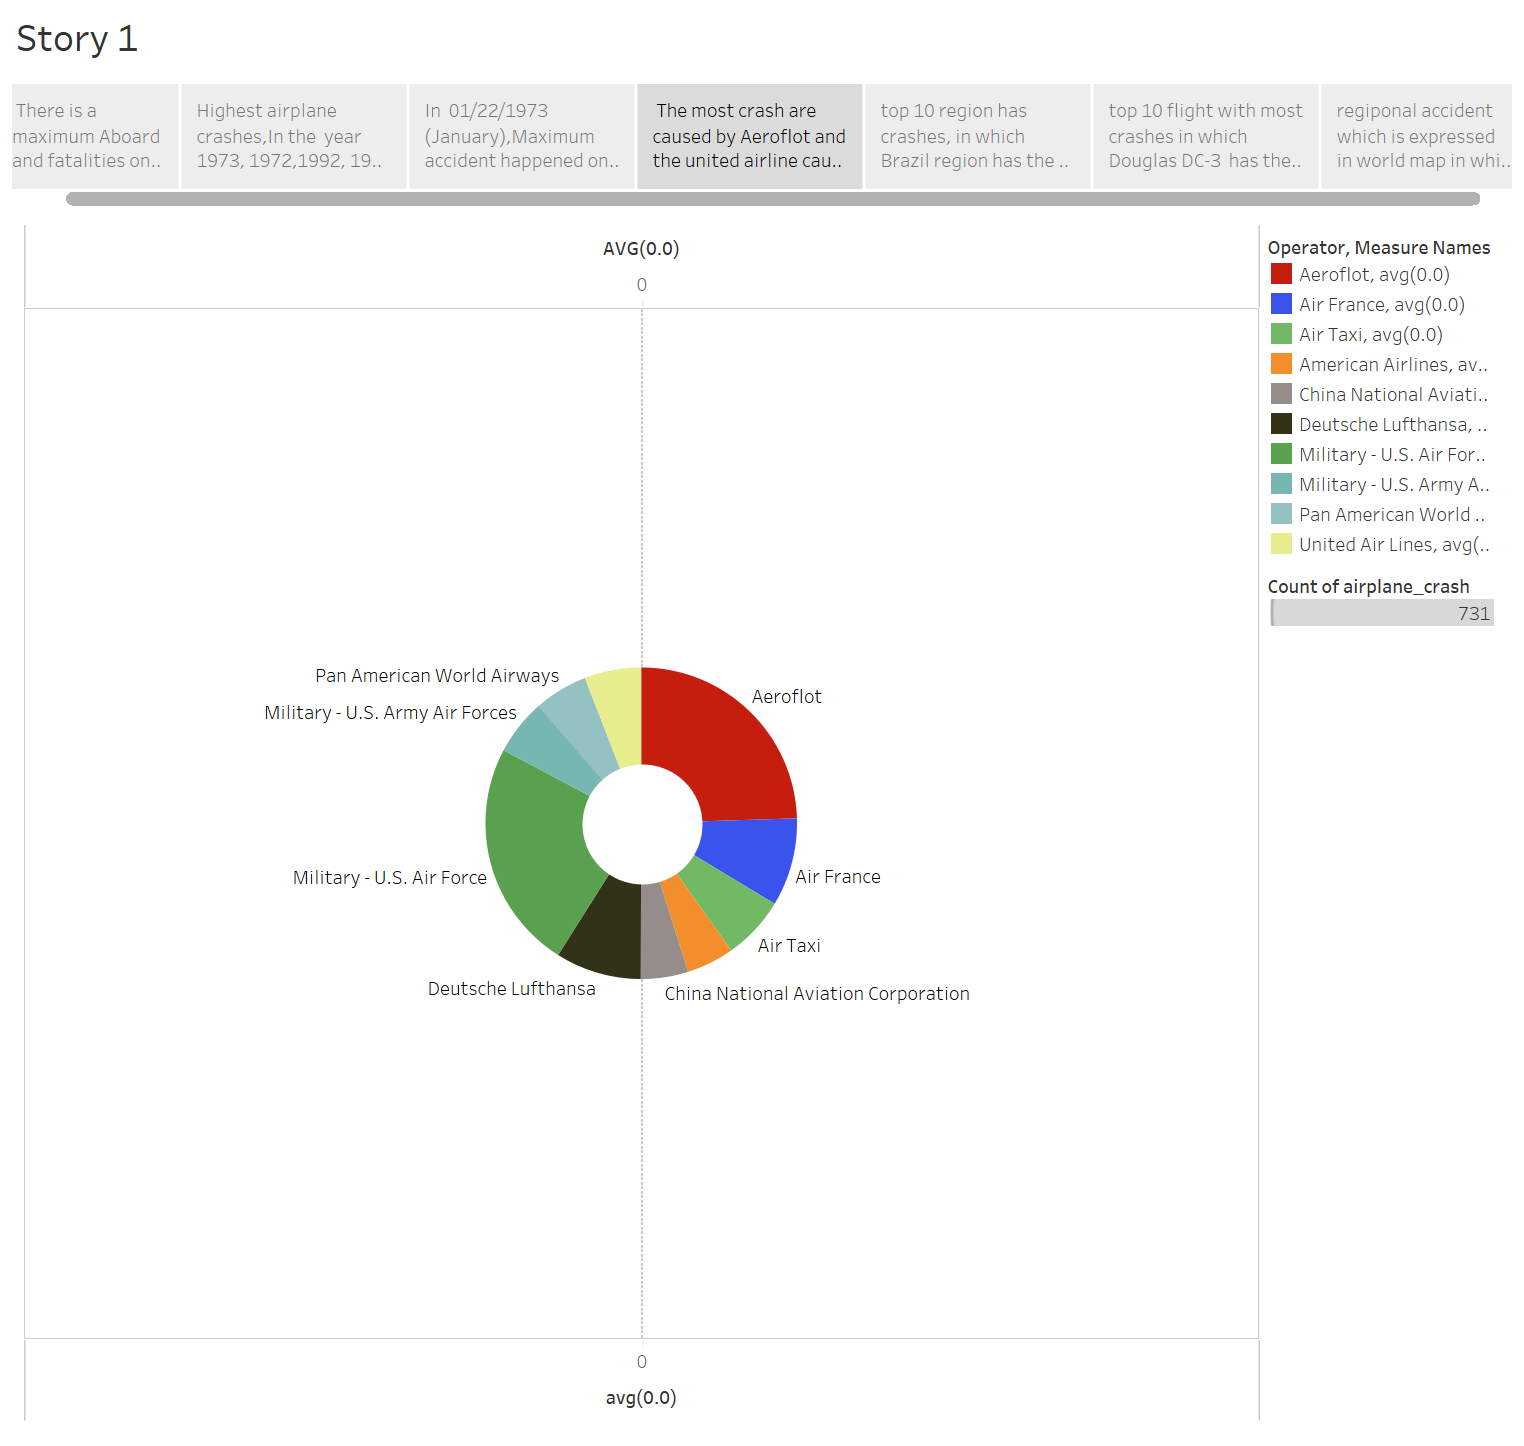 Story 1
There is a
maximum Aboard
and fatalities on..
Highest airplane
crashes,In the year
1973, 1972,1992, 19..
In 01/22/1973
(January),Maximum
accident happened on..
The most crash are
caused by Aeroflot and
the united airline cau..
top 10 region has
crashes, in which
Brazil region has the ..
top 10 flight with most
crashes in which
Douglas DC-3 has the..
regiponal accident
which is expressed
in world map in whi..
AVG(0.0)
0
Pan American World Airways
Military - U.S. Army Air Forces
Aeroflot
Military - U.S. Air Force
Air France
Air Taxi
Deutsche Lufthansa
China National Aviation Corporation
0
avg(0.0)
Operator, Measure Names
Aeroflot, avg(0.0)
Air France, avg(0.0)
Air Taxi, avg(0.0)
American Airlines, av..
China National Aviati..
Deutsche Lufthansa, ..
Military - U.S. Air For..
Military - U.S. Army A..
Pan American World ..
United Air Lines, avg(..
Count of airplane_crash
731